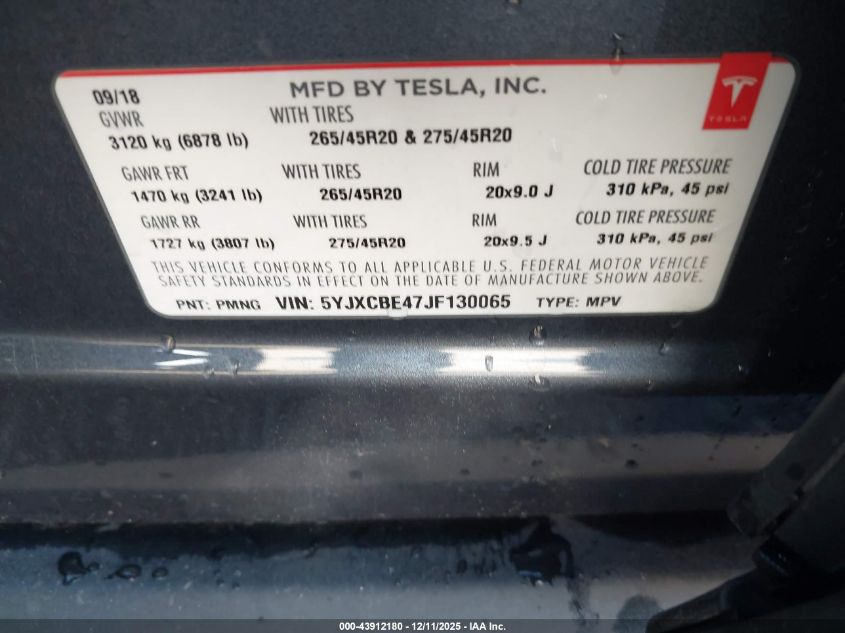 MFD BY TESLA, INC.
TESLA
09/18
GVWR WITH TIRES
3120 kg (6878 lb) 265/45R20 & 275/45R20
GAWR FRT WITH TIRES RIM COLD TIRE PRESSURE
1470 kg (3241 lb) 265/45R20 20x9.0 J 310 kPa, 45 psi
GAWR RR WITH TIRES RIM COLD TIRE PRESSURE
1727 kg (3807 lb) 275/45R20 20x9.5 J 310 kPa, 45 psi
THIS VEHICLE CONFORMS TO ALL APPLICABLE U.S. FEDERAL MOTOR VEHICLE
SAFETY STANDARDS IN EFFECT ON THE DATE OF MANUFACTURE SHOWN ABOVE.
PNT: PMNG VIN: 5YJXCBE47JF130065 TYPE: MPV
000-43912180 - 12/11/2025 - IAA Inc.